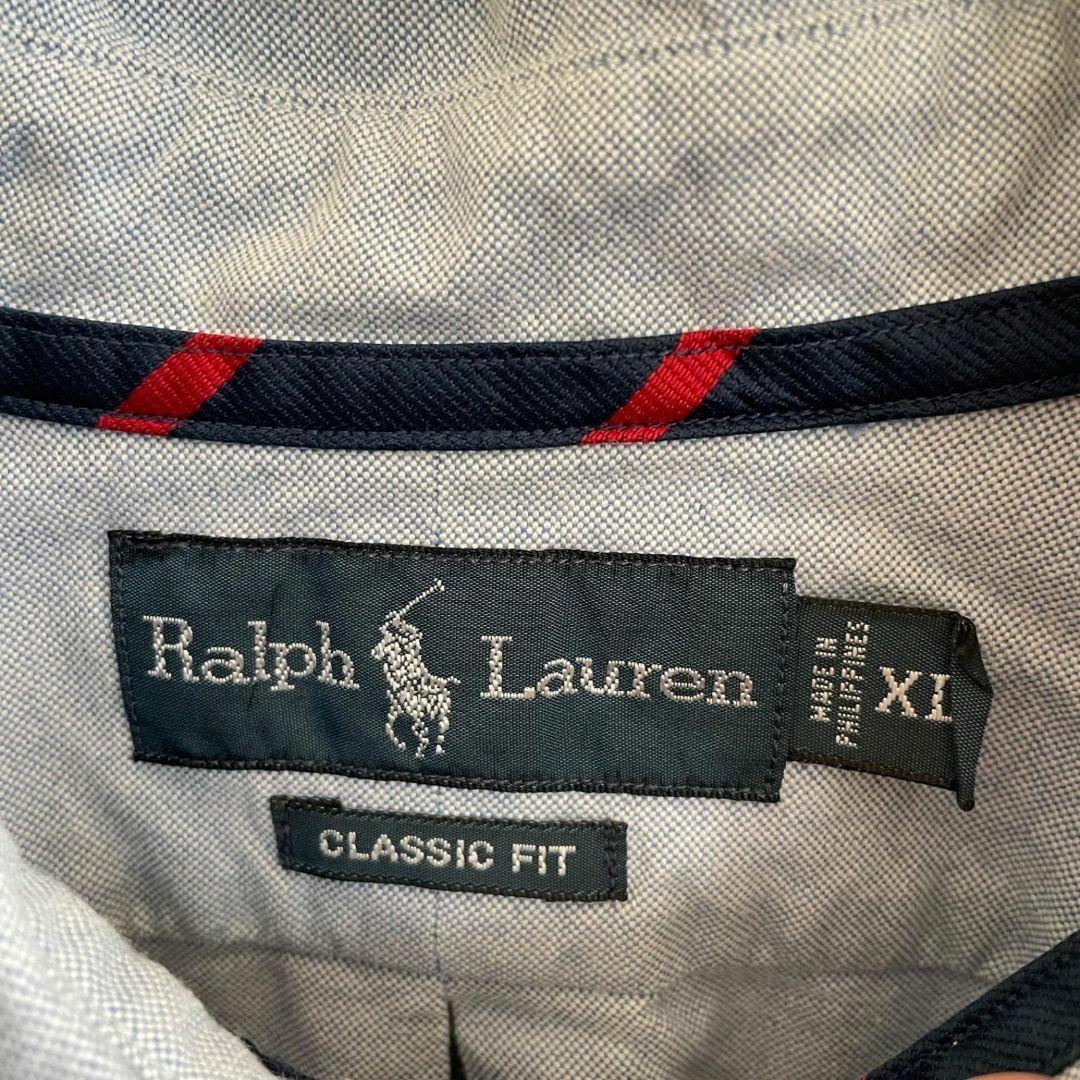 Ralph Lauren
MADE IN
PHILIPPINES
XL
CLASSIC FIT